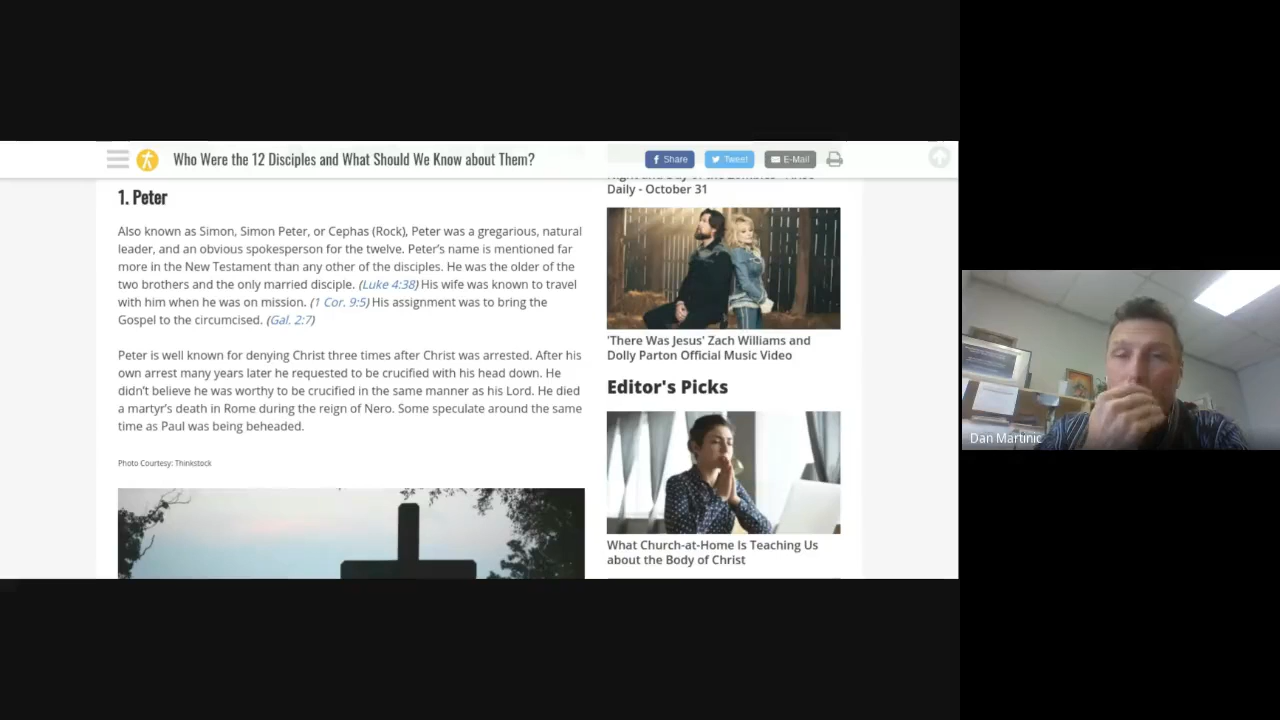 Who Were the 12 Disciples and What Should We Know about Them?
Share
Tweet
E-Mail
1. Peter
Also known as Simon, Simon Peter, or Cephas (Rock), Peter was a gregarious, natural
leader, and an obvious spokesperson for the twelve. Peter's name is mentioned far
more in the New Testament than any other of the disciples. He was the older of the
two brothers and the only married disciple. (Luke 4:38) His wife was known to travel
with him when he was on mission. (1 Cor. 9:5) His assignment was to bring the
Gospel to the circumcised. (Gal. 2:7)
Peter is well known for denying Christ three times after Christ was arrested. After his
own arrest many years later he requested to be crucified with his head down. He
didn't believe he was worthy to be crucified in the same manner as his Lord. He died
a martyr's death in Rome during the reign of Nero. Some speculate around the same
time as Paul was being beheaded.
Photo Courtesy: Thinkstock
Daily - October 31
'There Was Jesus' Zach Williams and
Dolly Parton Official Music Video
Editor's Picks
What Church-at-Home Is Teaching Us
about the Body of Christ
Dan Martinic